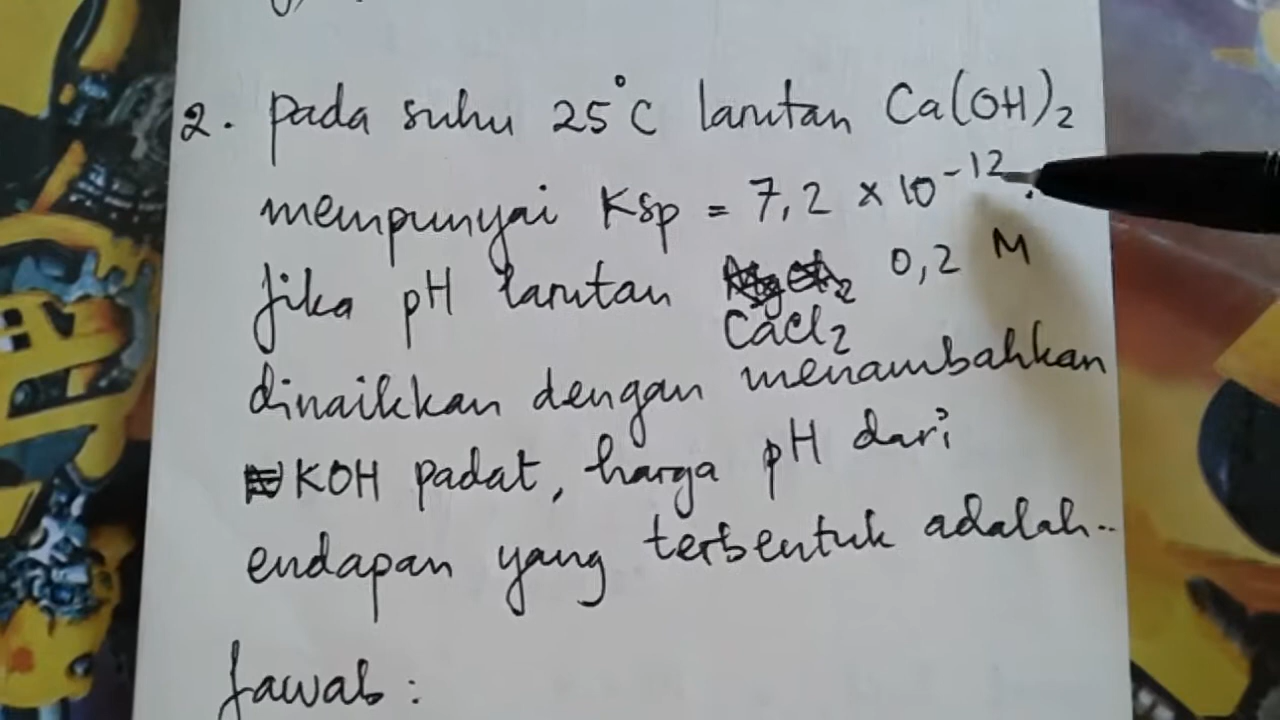 2. pada suhu 25°C larutan Ca(OH)2
mempunyai Ksp = 7,2 x 10^-12.
Jika pH larutan CaCl2 0,2 M
dinaikkan dengan menambahkan
KOH padat, harga pH dari
endapan yang terbentuk adalah..
Jawab: